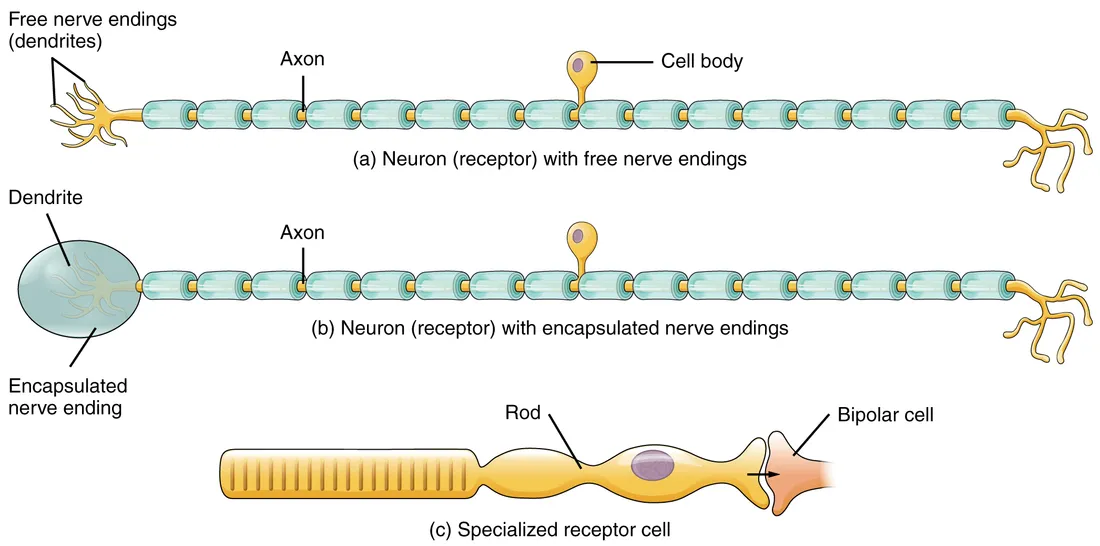 Free nerve endings
(dendrites)
Axon
Cell body
(a) Neuron (receptor) with free nerve endings
Dendrite
Axon
(b) Neuron (receptor) with encapsulated nerve endings
Encapsulated
nerve ending
Rod
Bipolar cell
(c) Specialized receptor cell